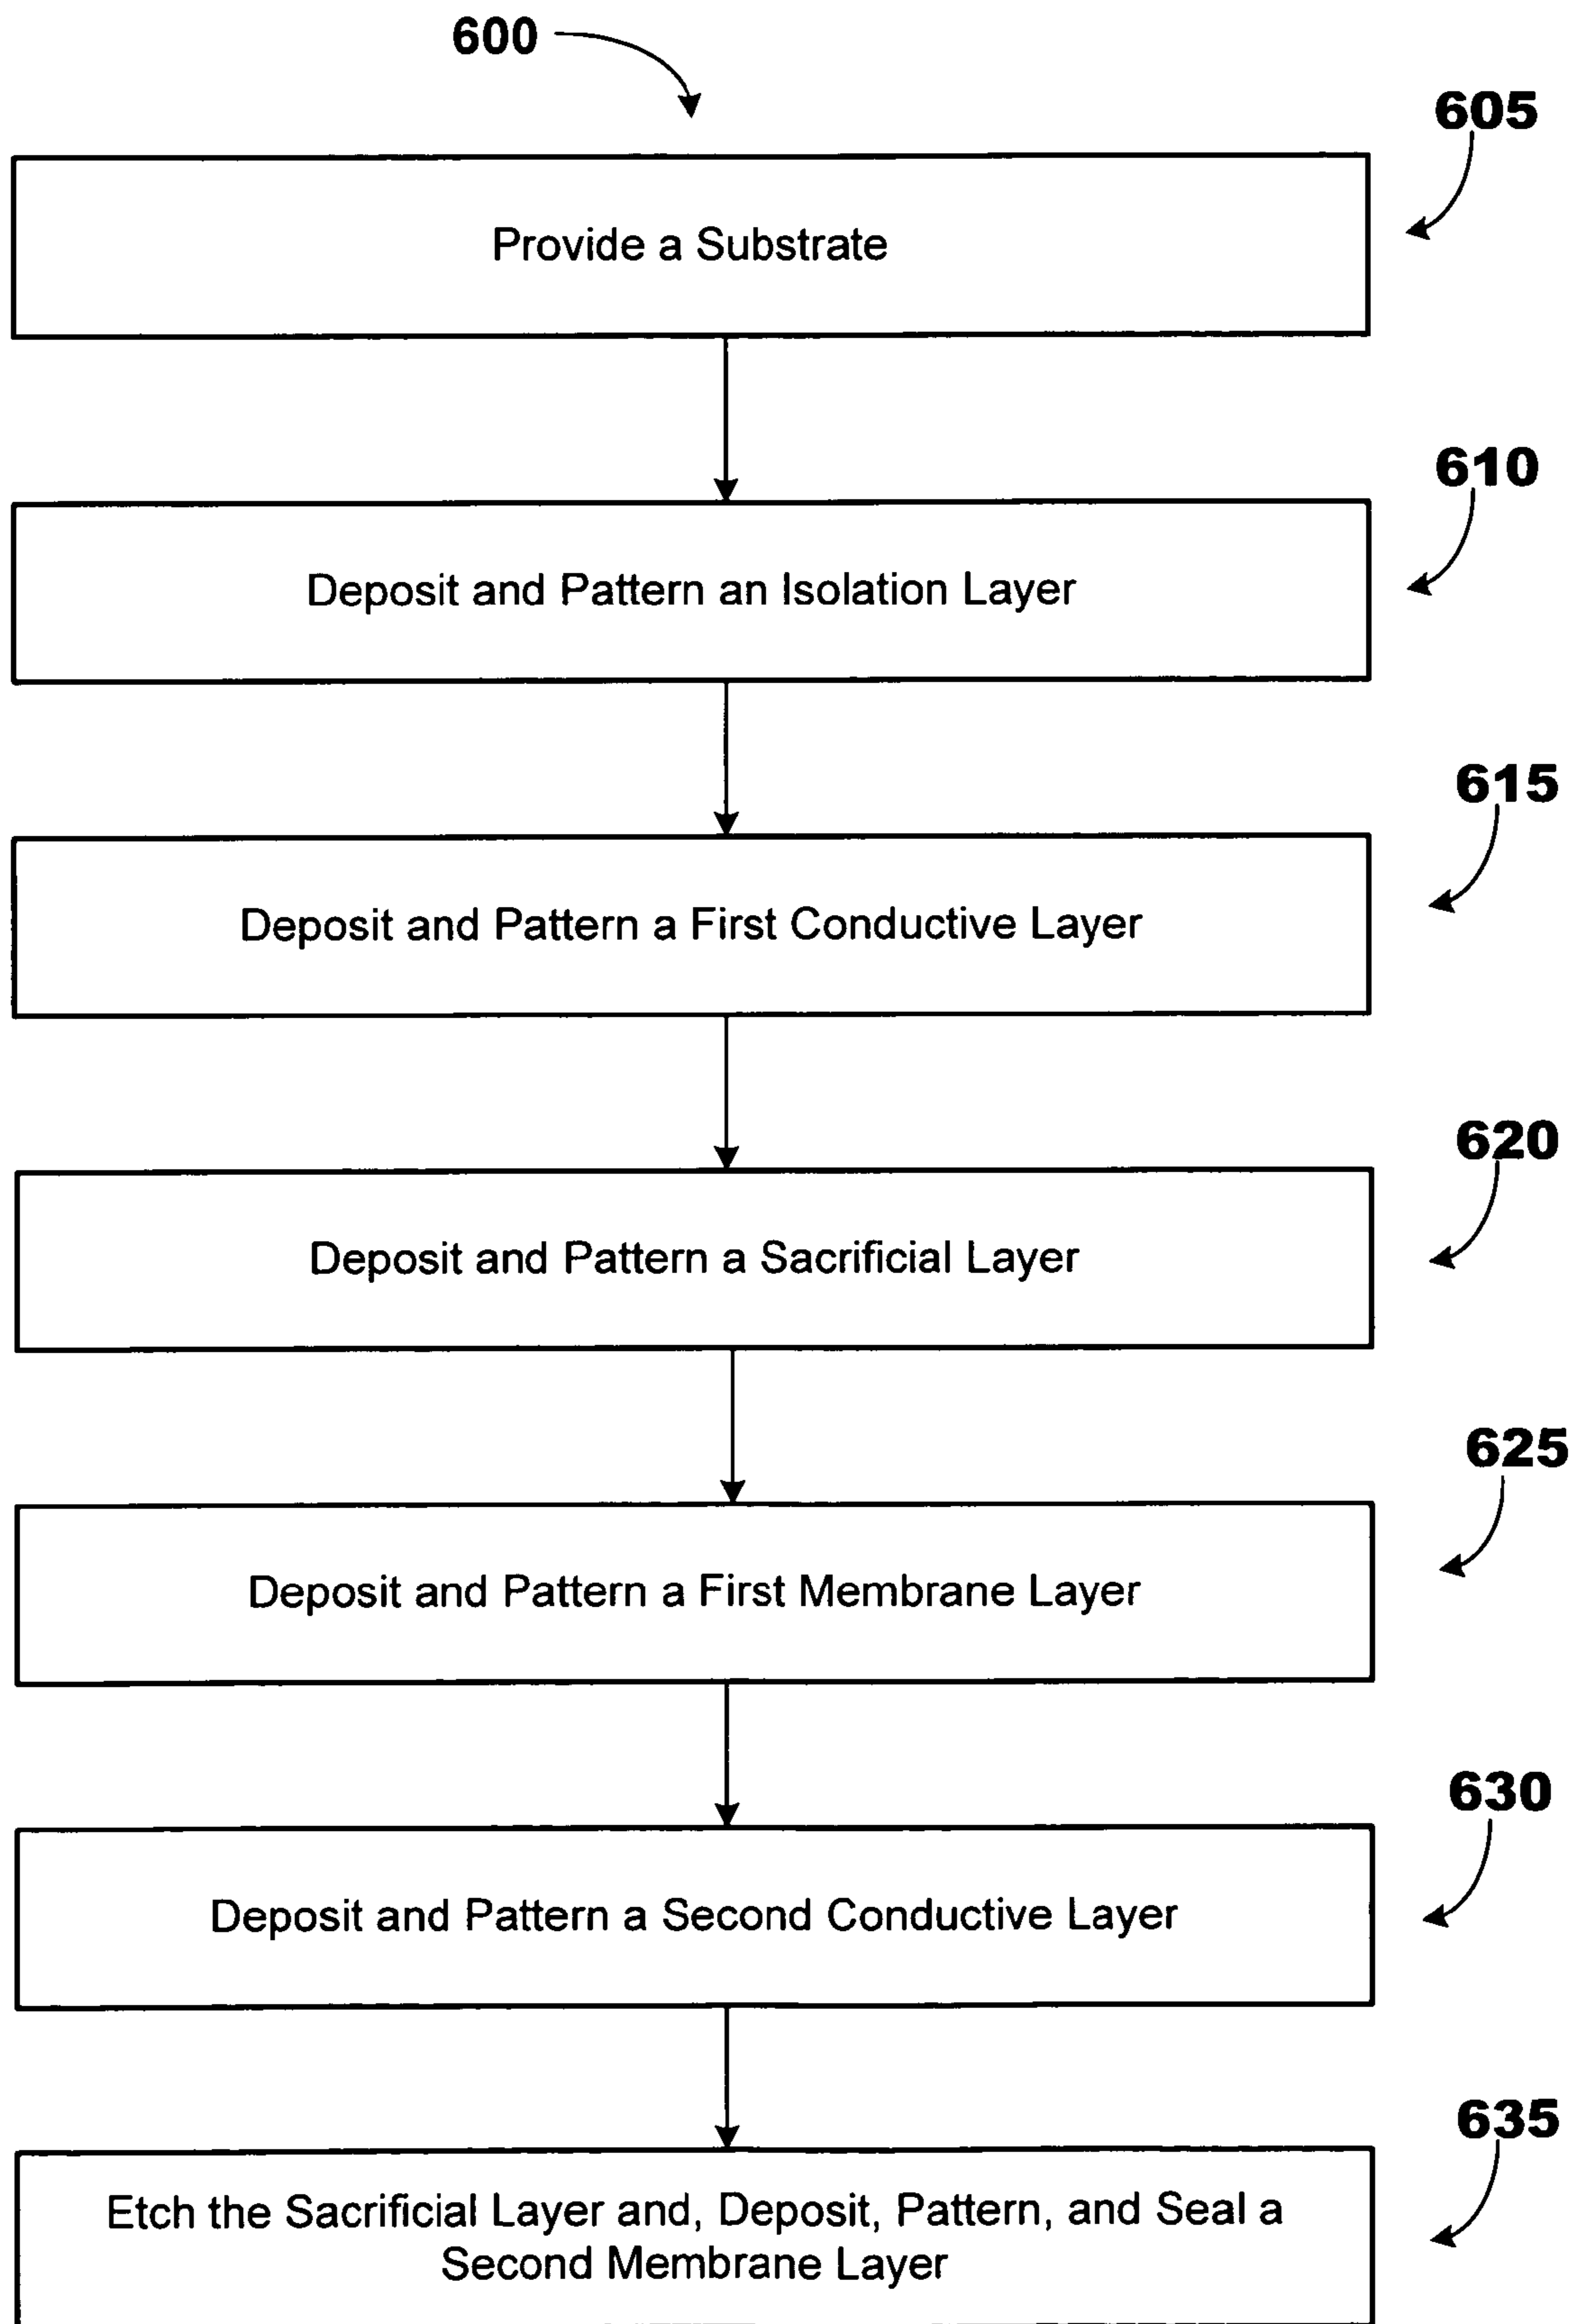 600
605
Provide a Substrate
610
Deposit and Pattern an Isolation Layer
615
Deposit and Pattern a First Conductive Layer
620
Deposit and Pattern a Sacrificial Layer
625
Deposit and Pattern a First Membrane Layer
630
Deposit and Pattern a Second Conductive Layer
635
Etch the Sacrificial Layer and, Deposit, Pattern, and Seal a
Second Membrane Layer